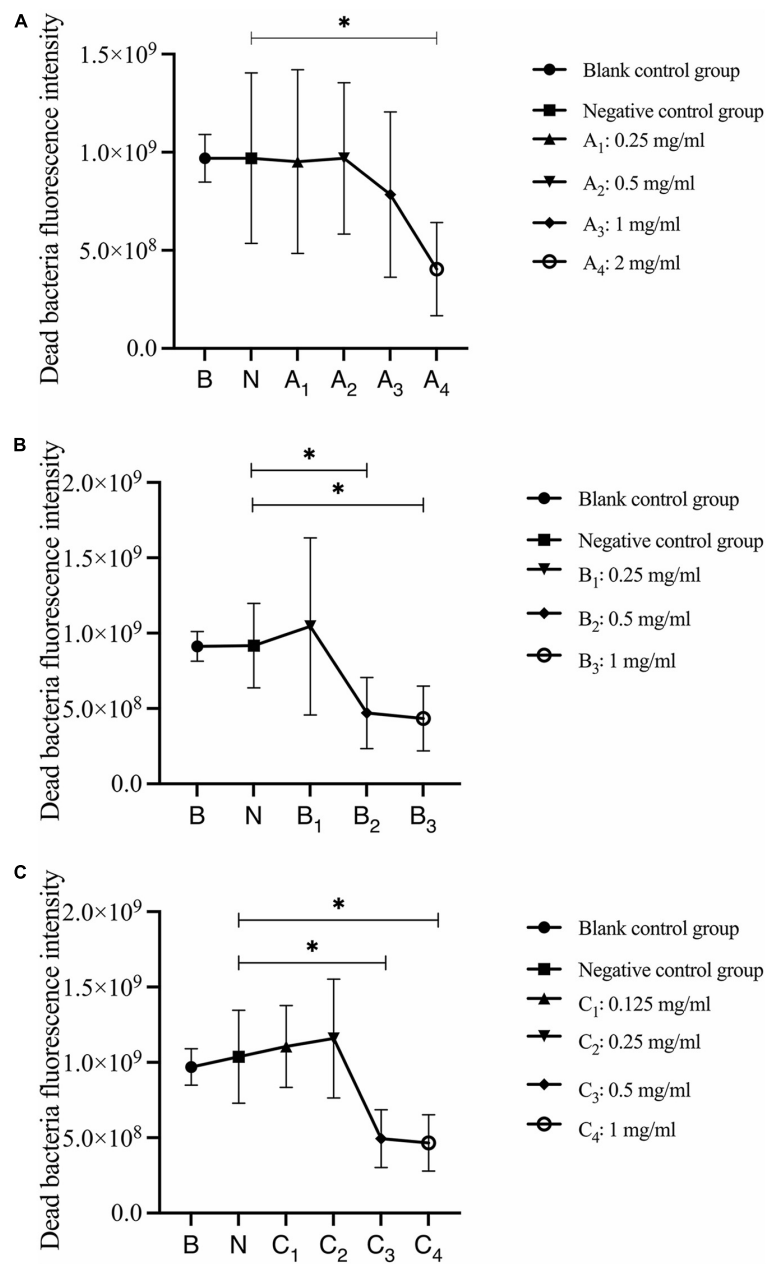 A
Dead bacteria fluorescence intensity
*
1.5×10⁹
1.0×10⁹
5.0×10⁸
0.0
B N A₁ A₂ A₃ A₄
Blank control group
Negative control group
A₁: 0.25 mg/ml
A₂: 0.5 mg/ml
A₃: 1 mg/ml
A₄: 2 mg/ml
B
Dead bacteria fluorescence intensity
*
*
2.0×10⁹
1.5×10⁹
1.0×10⁹
5.0×10⁸
0.0
B N B₁ B₂ B₃
Blank control group
Negative control group
B₁: 0.25 mg/ml
B₂: 0.5 mg/ml
B₃: 1 mg/ml
C
Dead bacteria fluorescence intensity
*
*
2.0×10⁹
1.5×10⁹
1.0×10⁹
5.0×10⁸
0.0
B N C₁ C₂ C₃ C₄
Blank control group
Negative control group
C₁: 0.125 mg/ml
C₂: 0.25 mg/ml
C₃: 0.5 mg/ml
C₄: 1 mg/ml